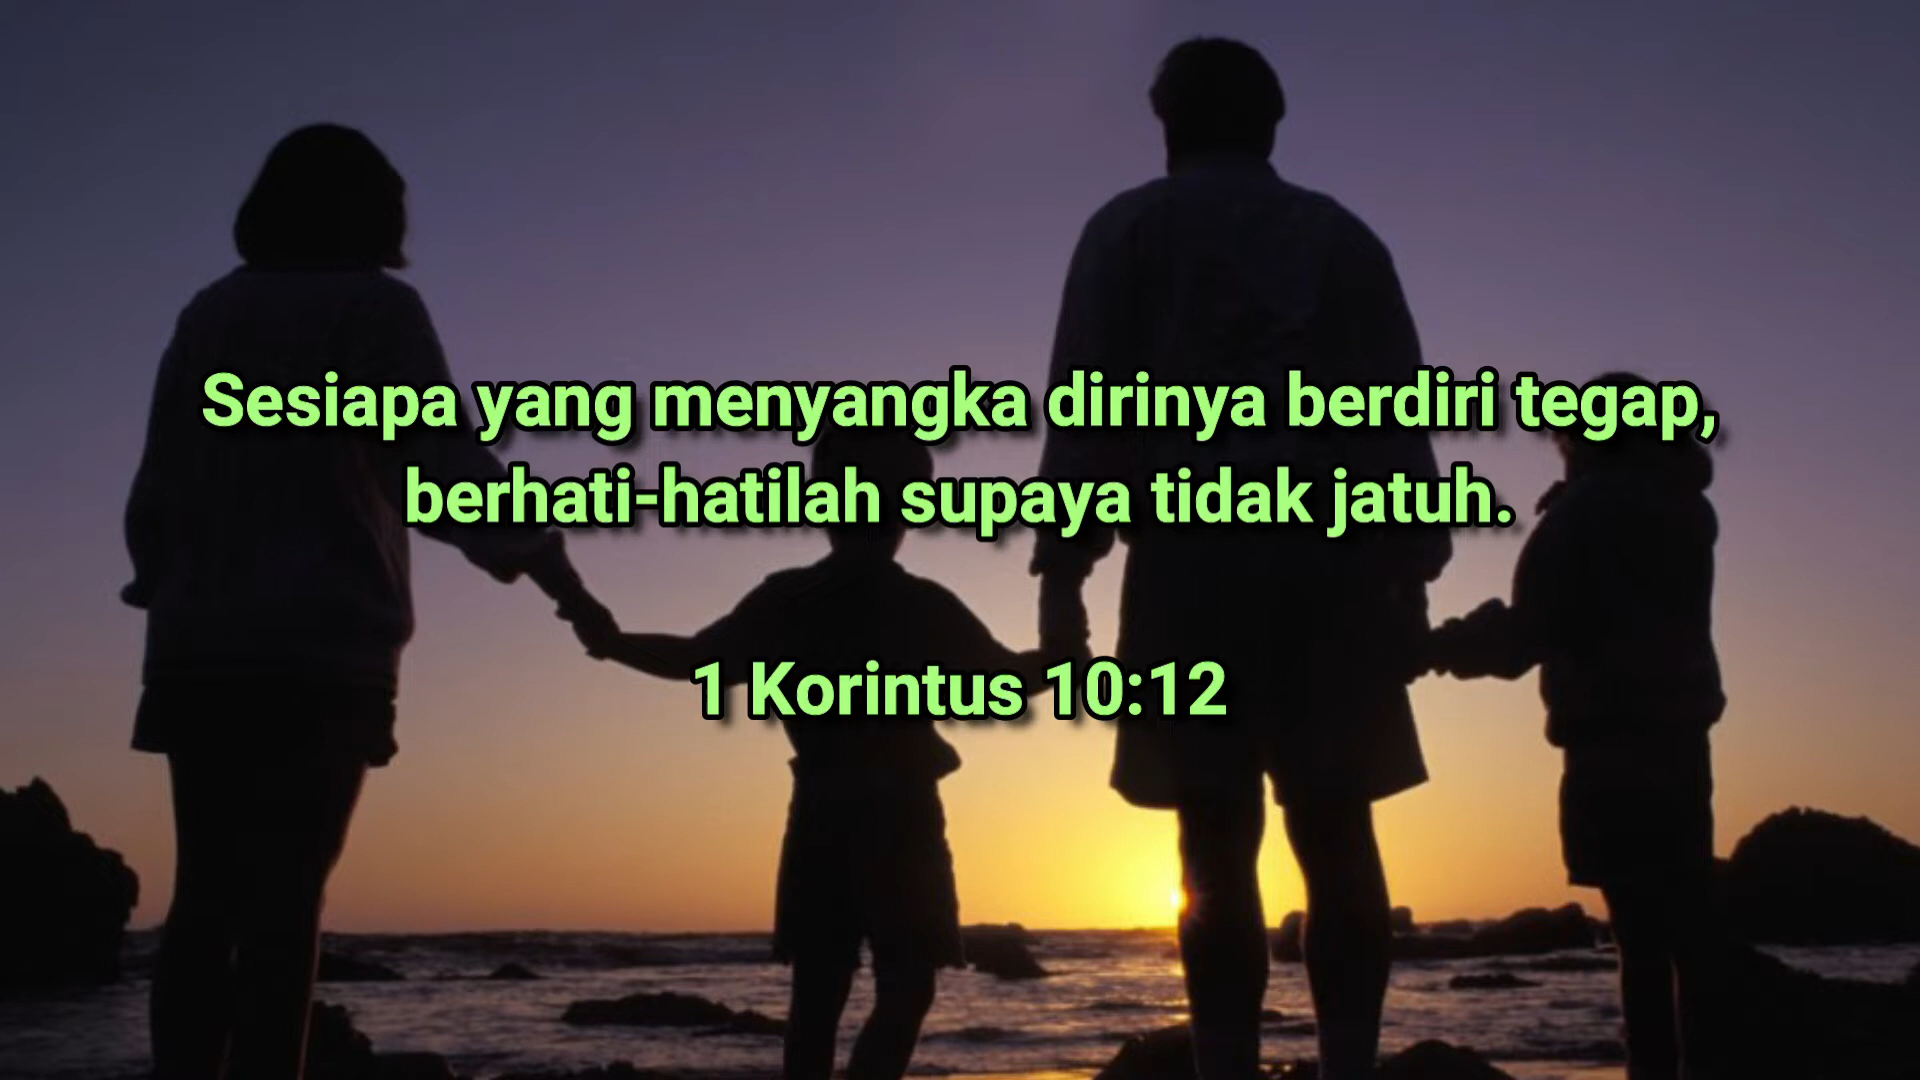 Sesiapa yang menyangka dirinya berdiri tegap,
berhati-hatilah supaya tidak jatuh.
1 Korintus 10:12